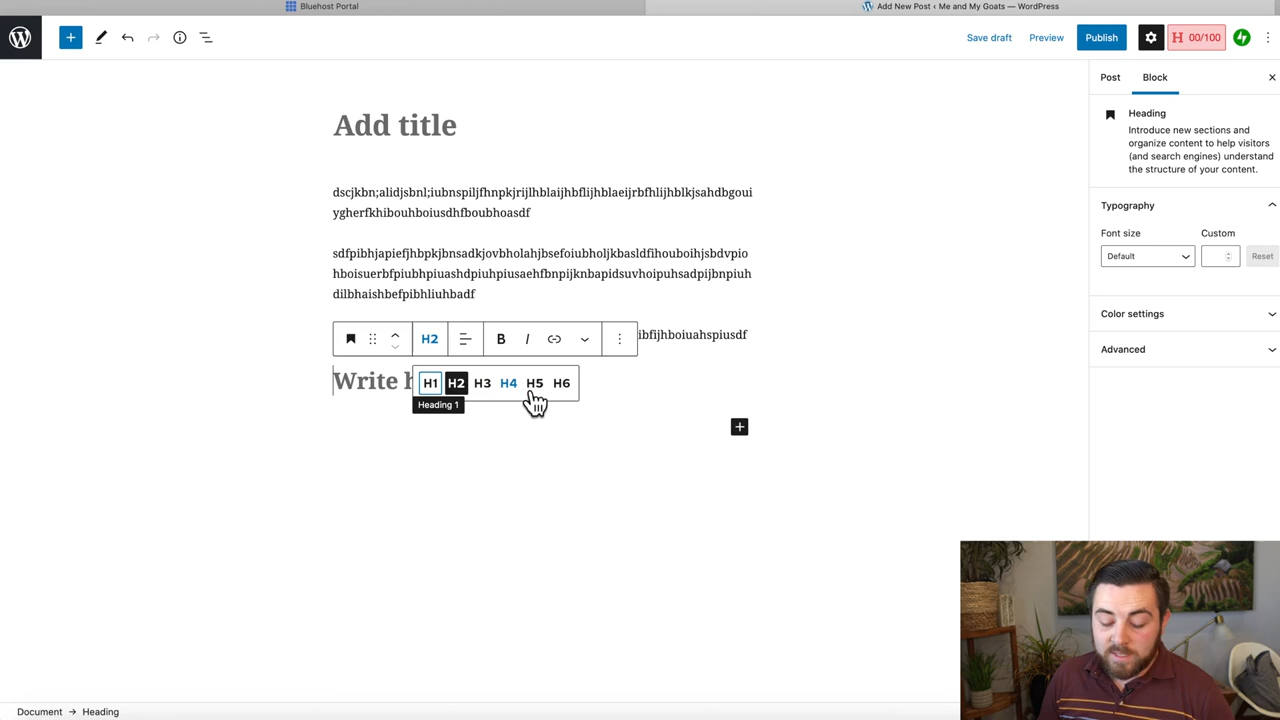 Bluehost Portal
Add New Post ‹ Me and My Goats — WordPress
Save draft
Preview
Publish
H 00/100
Post
Block
Heading
Introduce new sections and
organize content to help visitors
(and search engines) understand
the structure of your content.
Typography
Font size
Custom
Default
Reset
Color settings
Advanced
Add title
dscjkbn;alidjsbnl;iubnspiljfhnpkjrijlhblaijhbflijhblaeijrbfhlijhblkjsahdbgoui
ygherfkhibouhboiusdhfboubhoasdf
sdfpibhjapiefjhbpkjbnsadkjovbholahjbsefoiubholjkbasldfihouboihjsbdvpio
hboisuerbfpiubhpiuashdpiuhpiusaehfbnpijknbapidsuvhoipuhsadpijbnpiuh
dilbhaishbefpibhliuhbadf
ibfijhboiuahspiusdf
H2
B
I
Write h
H1
H2
H3
H4
H5
H6
Heading 1
Document → Heading